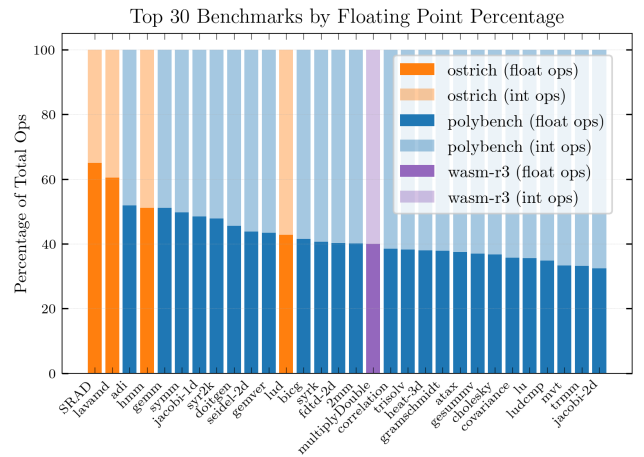 Top 30 Benchmarks by Floating Point Percentage
Percentage of Total Ops
100
80
60
40
20
0
ostrich (float ops)
ostrich (int ops)
polybench (float ops)
polybench (int ops)
wasm-r3 (float ops)
wasm-r3 (int ops)
SRAD
lavamd
adi
hmm
gemm
symm
jacobi-1d
syr2k
doitgen
seidel-2d
gemver
lud
bicg
syrk
fdtd-2d
2mm
multiplyDouble
correlation
trisolv
heat-3d
gramschmidt
atax
gesummv
cholesky
covariance
lu
ludcmp
mvt
trmm
jacobi-2d